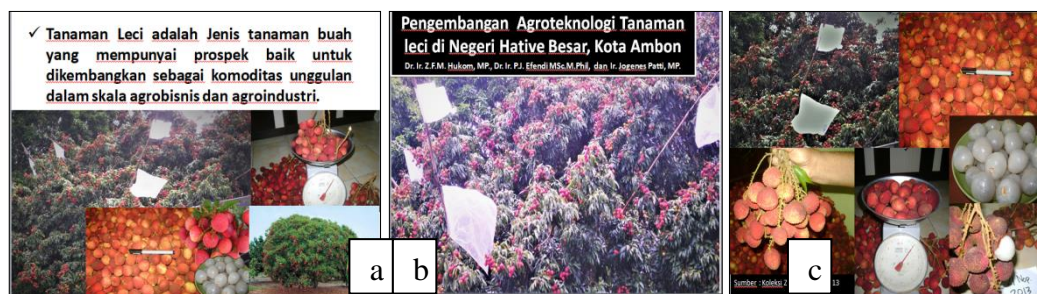 ✓ Tanaman Leci adalah Jenis tanaman buah
yang mempunyai prospek baik untuk
dikembangkan sebagai komoditas unggulan
dalam skala agrobisnis dan agroindustri.
a
Pengembangan Agroteknologi Tanaman
leci di Negeri Hative Besar, Kota Ambon
Dr. Ir. Z.F.M. Hukom, MP., Dr. Ir. P.J. Efendi MSc.M.Phil, dan Ir. Jogenes Patti, MP.
b
Sumber : Koleksi Z 13
c
2013